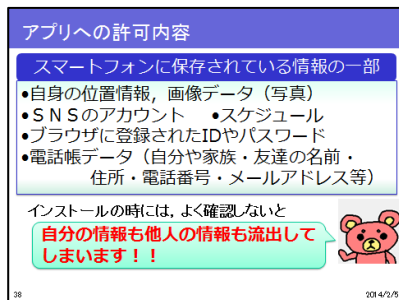 アプリへの許可内容
スマートフォンに保存されている情報の一部
●自身の位置情報，画像データ（写真）
●ＳＮＳのアカウント　●スケジュール
●ブラウザに登録されたIDやパスワード
●電話帳データ（自分や家族・友達の名前・
住所・電話番号・メールアドレス等）
インストールの時には，よく確認しないと
自分の情報も他人の情報も流出して
しまいます！！
38
2014/2/5